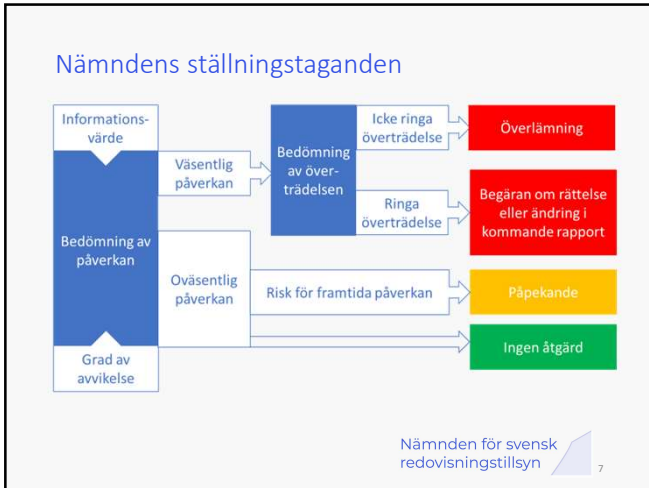 Nämndens ställningstaganden
Informations-
värde
Bedömning av
påverkan
Grad av
avvikelse
Väsentlig
påverkan
Oväsentlig
påverkan
Bedömning
av över-
trädelsen
Icke ringa
överträdelse
Ringa
överträdelse
Risk för framtida påverkan
Överlämning
Begäran om rättelse
eller ändring i
kommande rapport
Påpekande
Ingen åtgärd
Nämnden för svensk
redovisningstillsyn
7